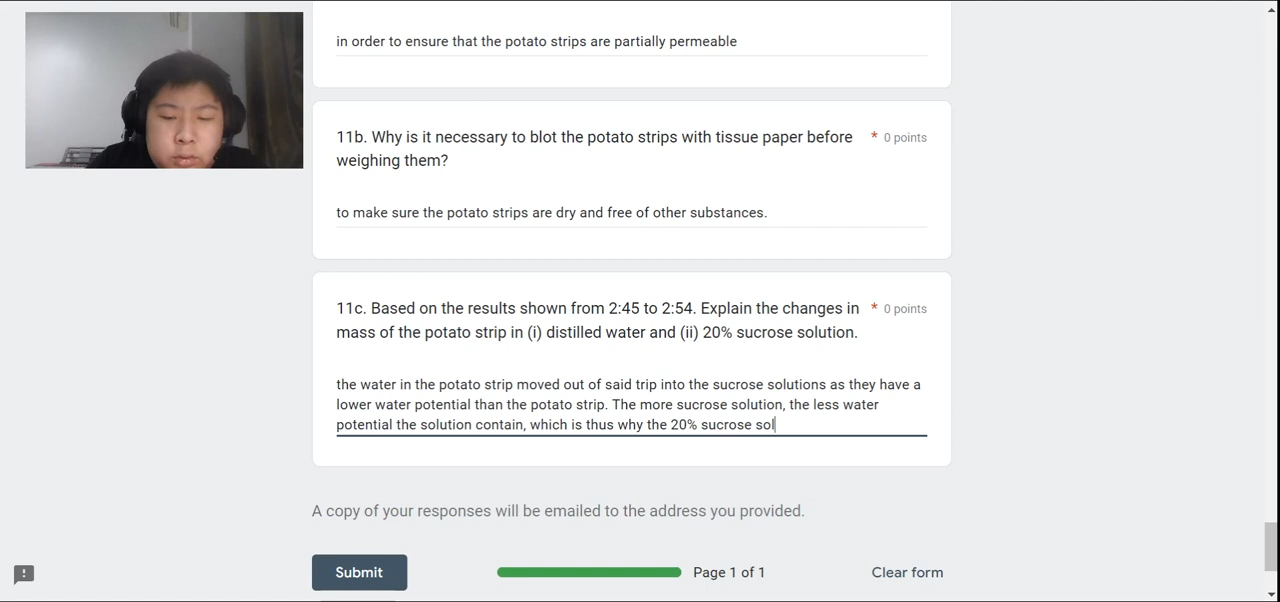 in order to ensure that the potato strips are partially permeable
11b. Why is it necessary to blot the potato strips with tissue paper before
weighing them?
* 0 points
to make sure the potato strips are dry and free of other substances.
11c. Based on the results shown from 2:45 to 2:54. Explain the changes in
mass of the potato strip in (i) distilled water and (ii) 20% sucrose solution.
* 0 points
the water in the potato strip moved out of said trip into the sucrose solutions as they have a
lower water potential than the potato strip. The more sucrose solution, the less water
potential the solution contain, which is thus why the 20% sucrose sol
A copy of your responses will be emailed to the address you provided.
Submit
Page 1 of 1
Clear form